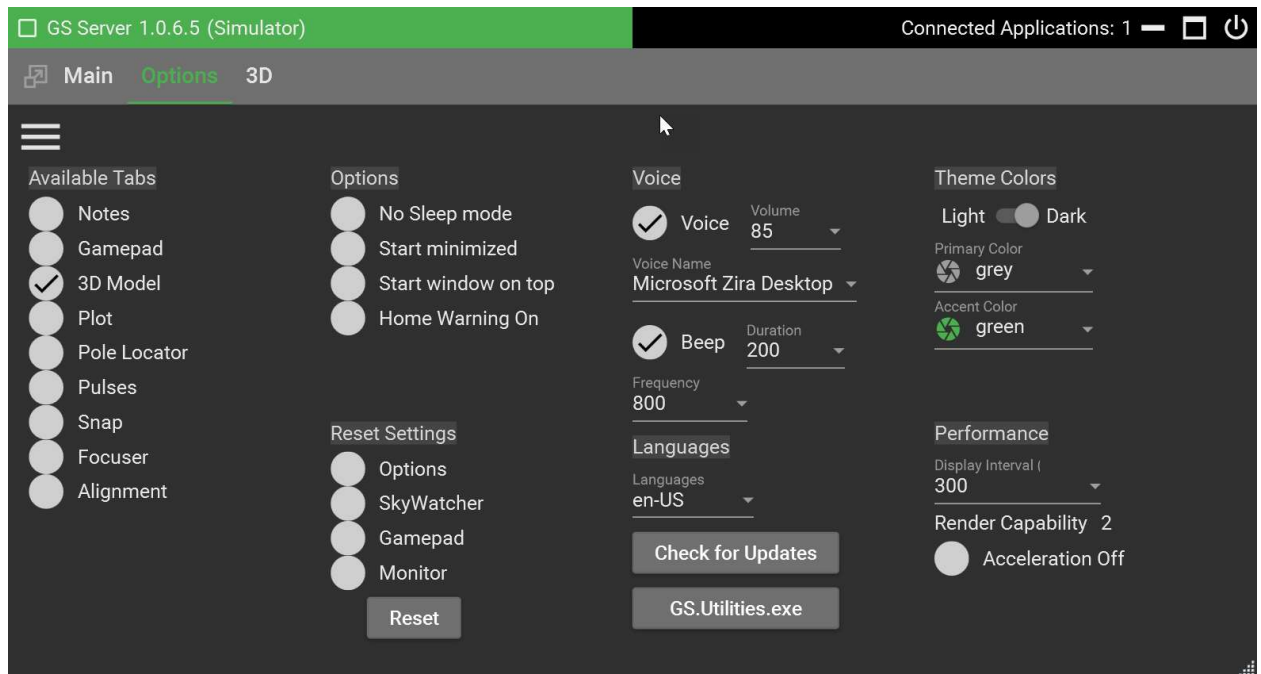 GS Server 1.0.6.5 (Simulator)
Connected Applications: 1
Main Options 3D
Available Tabs
Notes
Gamepad
3D Model
Plot
Pole Locator
Pulses
Snap
Focuser
Alignment
Options
No Sleep mode
Start minimized
Start window on top
Home Warning On
Reset Settings
Options
SkyWatcher
Gamepad
Monitor
Reset
Voice
Voice
Volume
85
Voice Name
Microsoft Zira Desktop
Beep
Duration
200
Frequency
800
Languages
Languages
en-US
Check for Updates
GS.Utilities.exe
Theme Colors
Light Dark
Primary Color
grey
Accent Color
green
Performance
Display Interval (
300
Render Capability 2
Acceleration Off